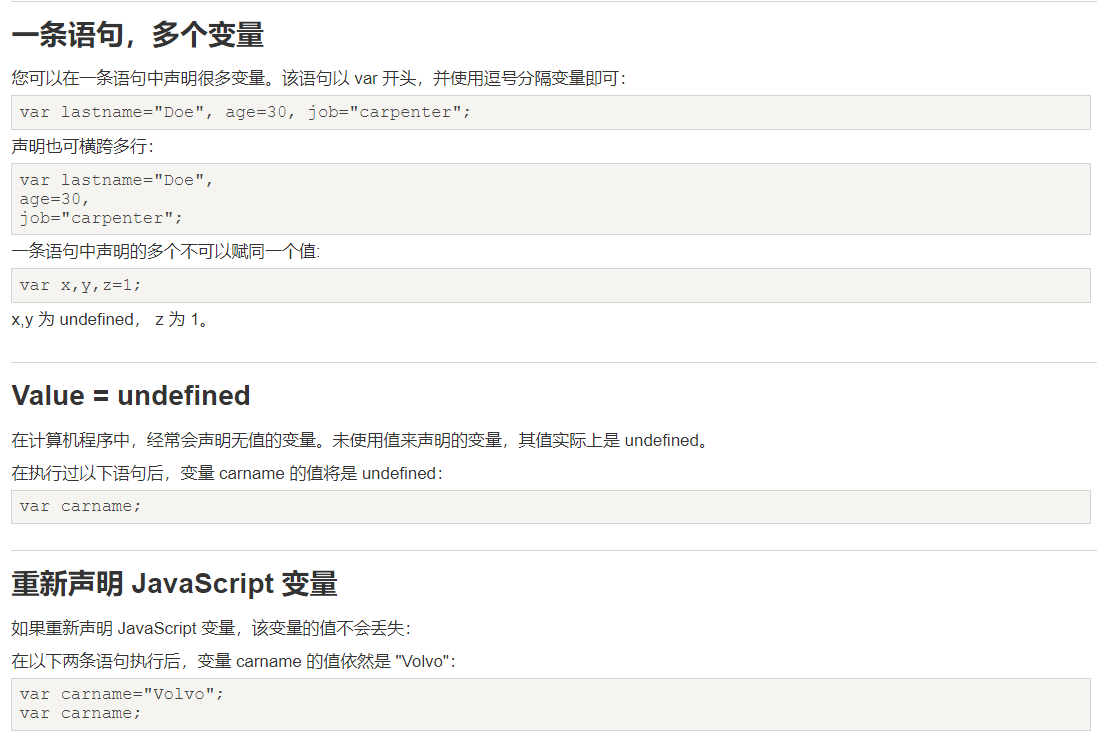 一条语句，多个变量
您可以在一条语句中声明很多变量。该语句以 var 开头，并使用逗号分隔变量即可：
var lastname="Doe", age=30, job="carpenter";
声明也可横跨多行：
var lastname="Doe",
age=30,
job="carpenter";
一条语句中声明的多个不可以赋同一个值:
var x,y,z=1;
x,y 为 undefined， z 为 1。
Value = undefined
在计算机程序中，经常会声明无值的变量。未使用值来声明的变量，其值实际上是 undefined。
在执行过以下语句后，变量 carname 的值将是 undefined：
var carname;
重新声明 JavaScript 变量
如果重新声明 JavaScript 变量，该变量的值不会丢失：
在以下两条语句执行后，变量 carname 的值依然是 "Volvo"：
var carname="Volvo";
var carname;